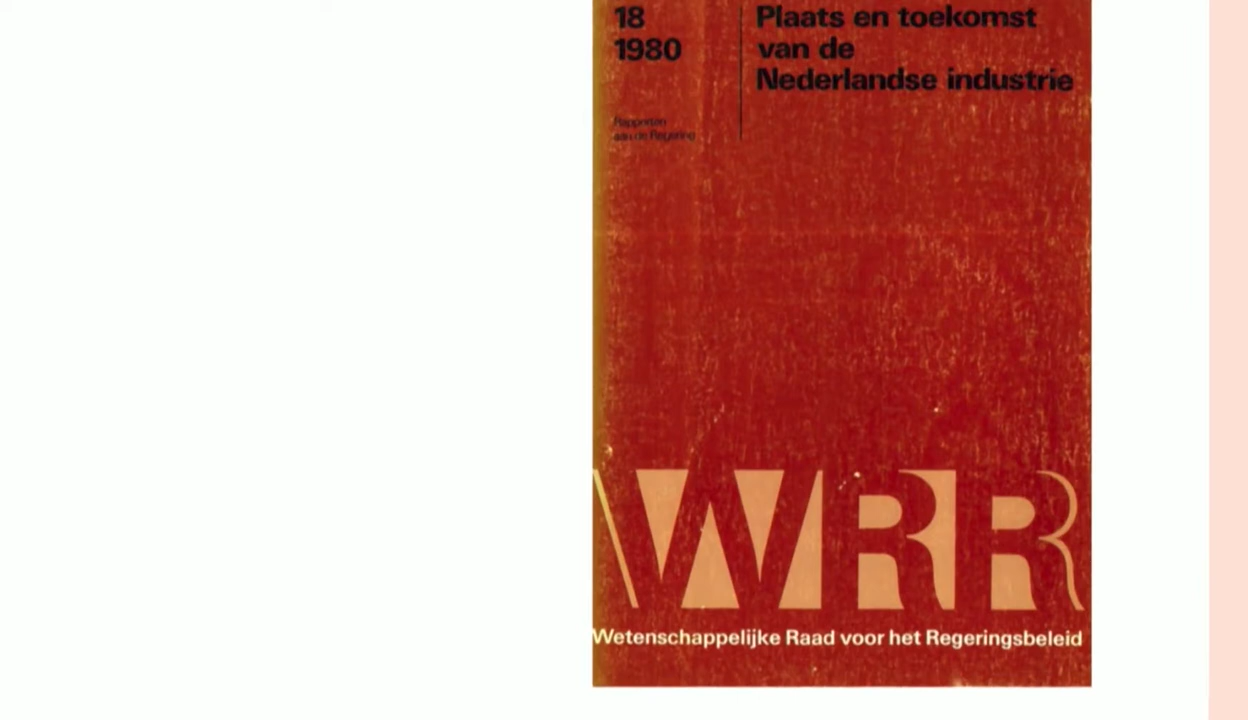 18
1980
Plaats en toekomst
van de
Nederlandse industrie
Rapporten
aan de Regering
WRR
Wetenschappelijke Raad voor het Regeringsbeleid